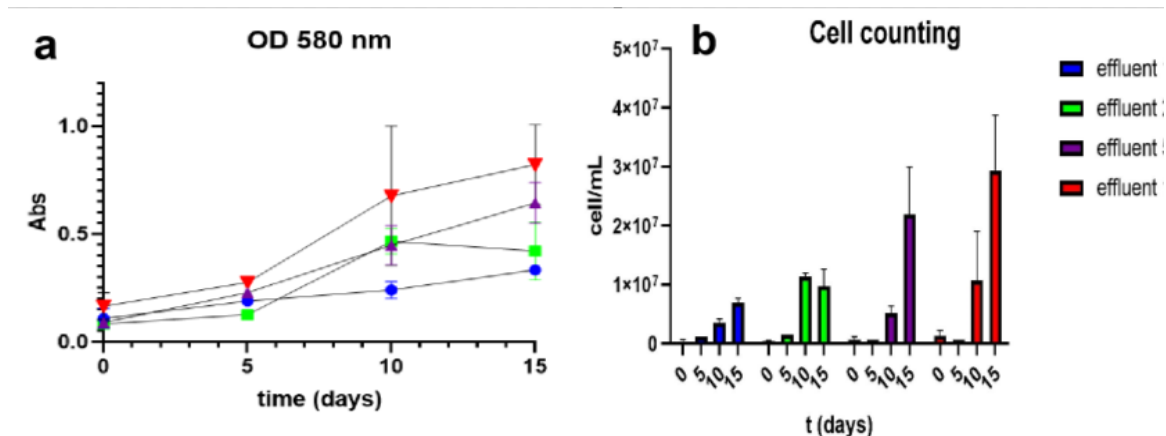 a
OD 580 nm
1.0
0.5
0.0
Abs
0 5 10 15
time (days)
b
Cell counting
5×10⁷
4×10⁷
3×10⁷
2×10⁷
1×10⁷
0
cell/mL
0 5 10 15 0 5 10 15 0 5 10 15 0 5 10 15
t (days)
effluent
effluent
effluent
effluent